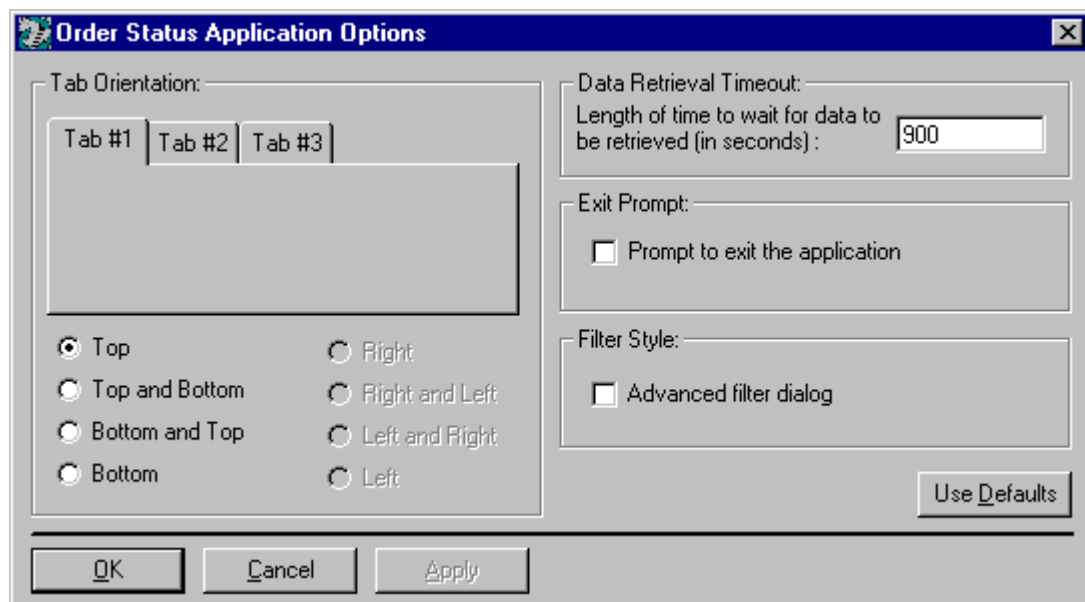 Order Status Application Options
Tab Orientation:
Tab #1
Tab #2
Tab #3
Top
Top and Bottom
Bottom and Top
Bottom
Right
Right and Left
Left and Right
Left
Data Retrieval Timeout:
Length of time to wait for data to
be retrieved (in seconds) :
900
Exit Prompt:
Prompt to exit the application
Filter Style:
Advanced filter dialog
Use Defaults
OK
Cancel
Apply